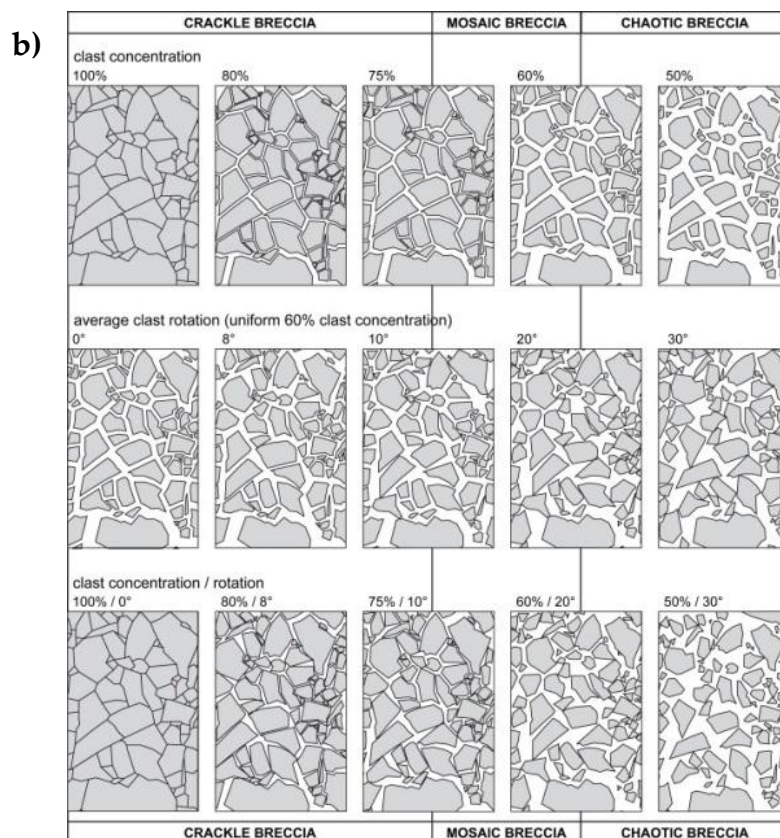 b)
CRACKLE BRECCIA MOSAIC BRECCIA CHAOTIC BRECCIA
clast concentration
100% 80% 75% 60% 50%
average clast rotation (uniform 60% clast concentration)
0° 8° 10° 20° 30°
clast concentration / rotation
100% / 0° 80% / 8° 75% / 10° 60% / 20° 50% / 30°
CRACKLE BRECCIA MOSAIC BRECCIA CHAOTIC BRECCIA